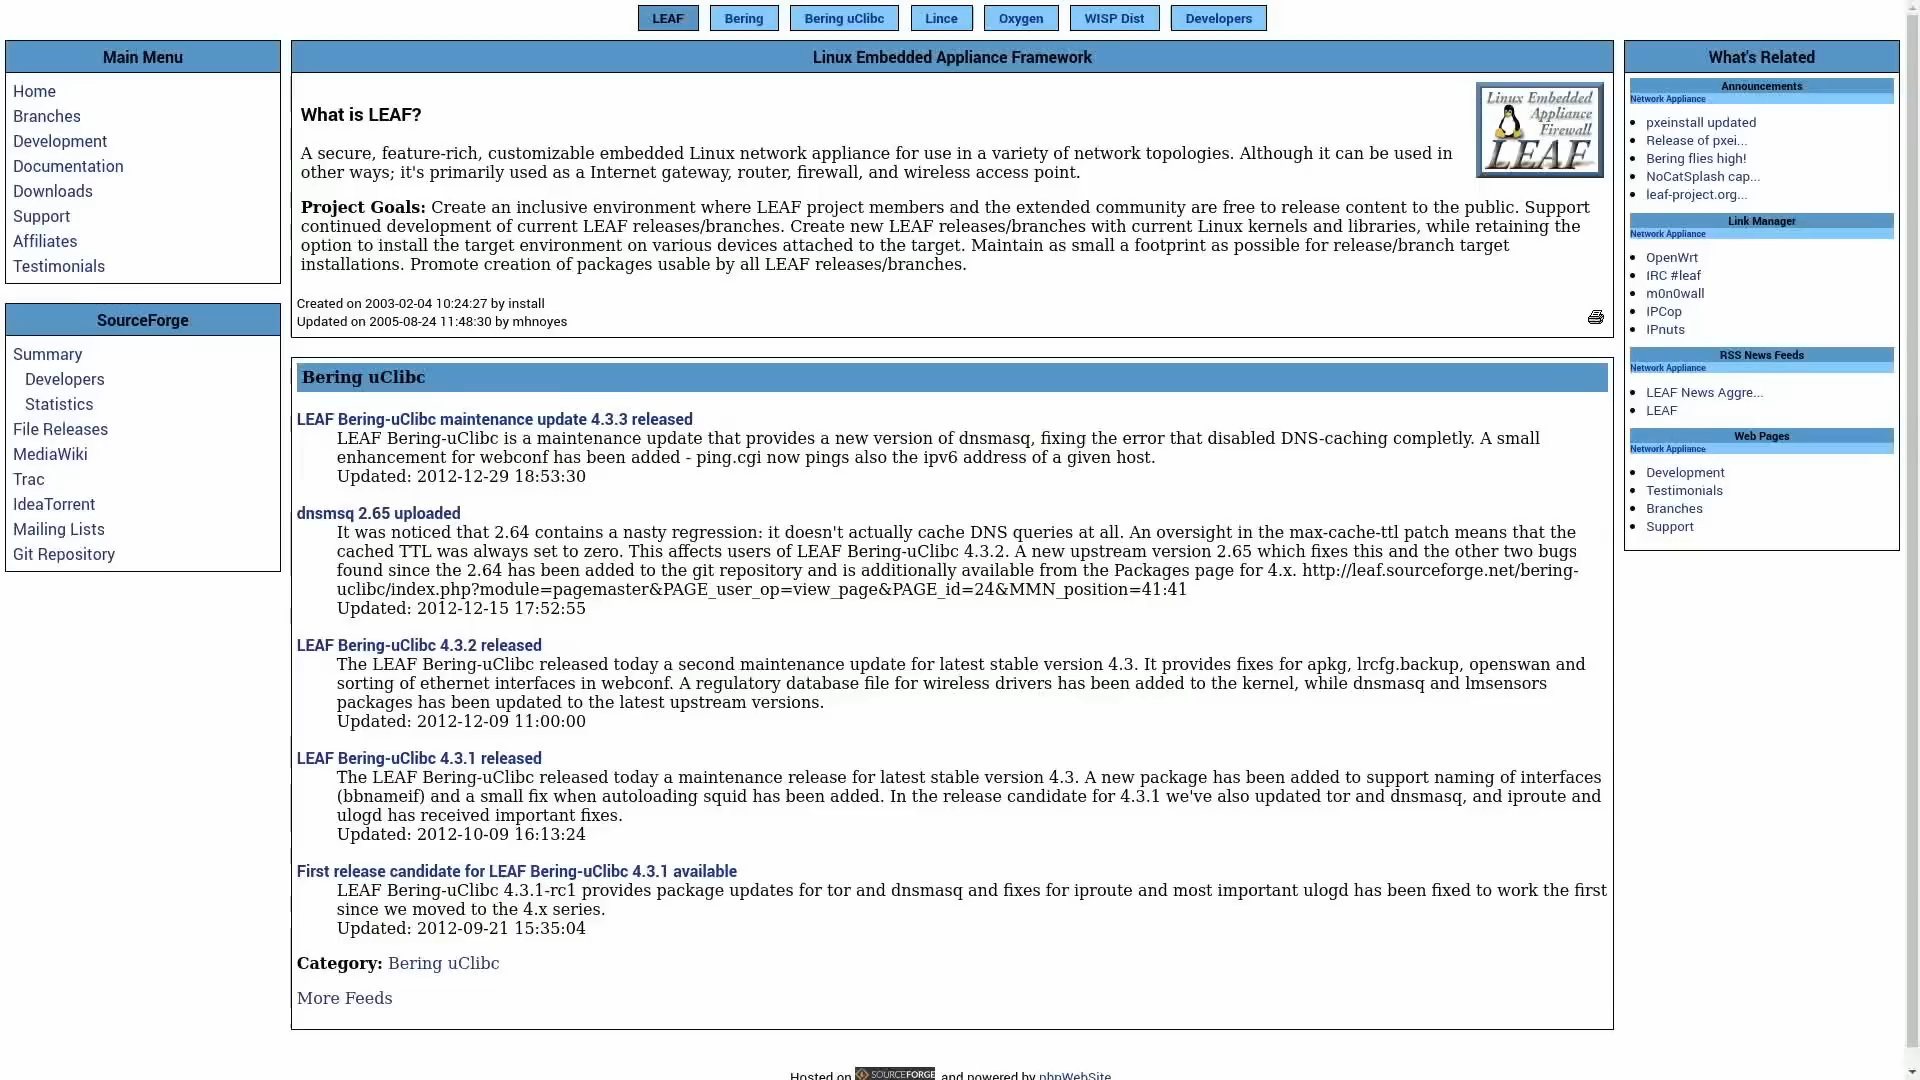 LEAF
Bering
Bering uClibc
Lince
Oxygen
WISP Dist
Developers
Main Menu
Home
Branches
Development
Documentation
Downloads
Support
Affiliates
Testimonials
SourceForge
Summary
Developers
Statistics
File Releases
MediaWiki
Trac
IdeaTorrent
Mailing Lists
Git Repository
Linux Embedded Appliance Framework
Linux Embedded
Appliance
Firewall
LEAF
What is LEAF?
A secure, feature-rich, customizable embedded Linux network appliance for use in a variety of network topologies. Although it can be used in
other ways; it's primarily used as a Internet gateway, router, firewall, and wireless access point.
Project Goals: Create an inclusive environment where LEAF project members and the extended community are free to release content to the public. Support
continued development of current LEAF releases/branches. Create new LEAF releases/branches with current Linux kernels and libraries, while retaining the
option to install the target environment on various devices attached to the target. Maintain as small a footprint as possible for release/branch target
installations. Promote creation of packages usable by all LEAF releases/branches.
Created on 2003-02-04 10:24:27 by install
Updated on 2005-08-24 11:48:30 by mhnoyes
Bering uClibc
LEAF Bering-uClibc maintenance update 4.3.3 released
LEAF Bering-uClibc is a maintenance update that provides a new version of dnsmasq, fixing the error that disabled DNS-caching completly. A small
enhancement for webconf has been added - ping.cgi now pings also the ipv6 address of a given host.
Updated: 2012-12-29 18:53:30
dnsmsq 2.65 uploaded
It was noticed that 2.64 contains a nasty regression: it doesn't actually cache DNS queries at all. An oversight in the max-cache-ttl patch means that the
cached TTL was always set to zero. This affects users of LEAF Bering-uClibc 4.3.2. A new upstream version 2.65 which fixes this and the other two bugs
found since the 2.64 has been added to the git repository and is additionally available from the Packages page for 4.x. http://leaf.sourceforge.net/bering-
uclibc/index.php?module=pagemaster&PAGE_user_op=view_page&PAGE_id=24&MMN_position=41:41
Updated: 2012-12-15 17:52:55
LEAF Bering-uClibc 4.3.2 released
The LEAF Bering-uClibc released today a second maintenance update for latest stable version 4.3. It provides fixes for apkg, lrcfg.backup, openswan and
sorting of ethernet interfaces in webconf. A regulatory database file for wireless drivers has been added to the kernel, while dnsmasq and lmsensors
packages has been updated to the latest upstream versions.
Updated: 2012-12-09 11:00:00
LEAF Bering-uClibc 4.3.1 released
The LEAF Bering-uClibc released today a maintenance release for latest stable version 4.3. A new package has been added to support naming of interfaces
(bbnameif) and a small fix when autoloading squid has been added. In the release candidate for 4.3.1 we've also updated tor and dnsmasq, and iproute and
ulogd has received important fixes.
Updated: 2012-10-09 16:13:24
First release candidate for LEAF Bering-uClibc 4.3.1 available
LEAF Bering-uClibc 4.3.1-rc1 provides package updates for tor and dnsmasq and fixes for iproute and most important ulogd has been fixed to work the first
since we moved to the 4.x series.
Updated: 2012-09-21 15:35:04
Category: Bering uClibc
More Feeds
What's Related
Announcements
Network Appliance
pxeinstall updated
Release of pxei...
Bering flies high!
NoCatSplash cap...
leaf-project.org...
Link Manager
Network Appliance
OpenWrt
IRC #leaf
m0n0wall
IPCop
IPnuts
RSS News Feeds
Network Appliance
LEAF News Aggre...
LEAF
Web Pages
Network Appliance
Development
Testimonials
Branches
Support
Hosted on SOURCEFORGE and powered by phpWebSite